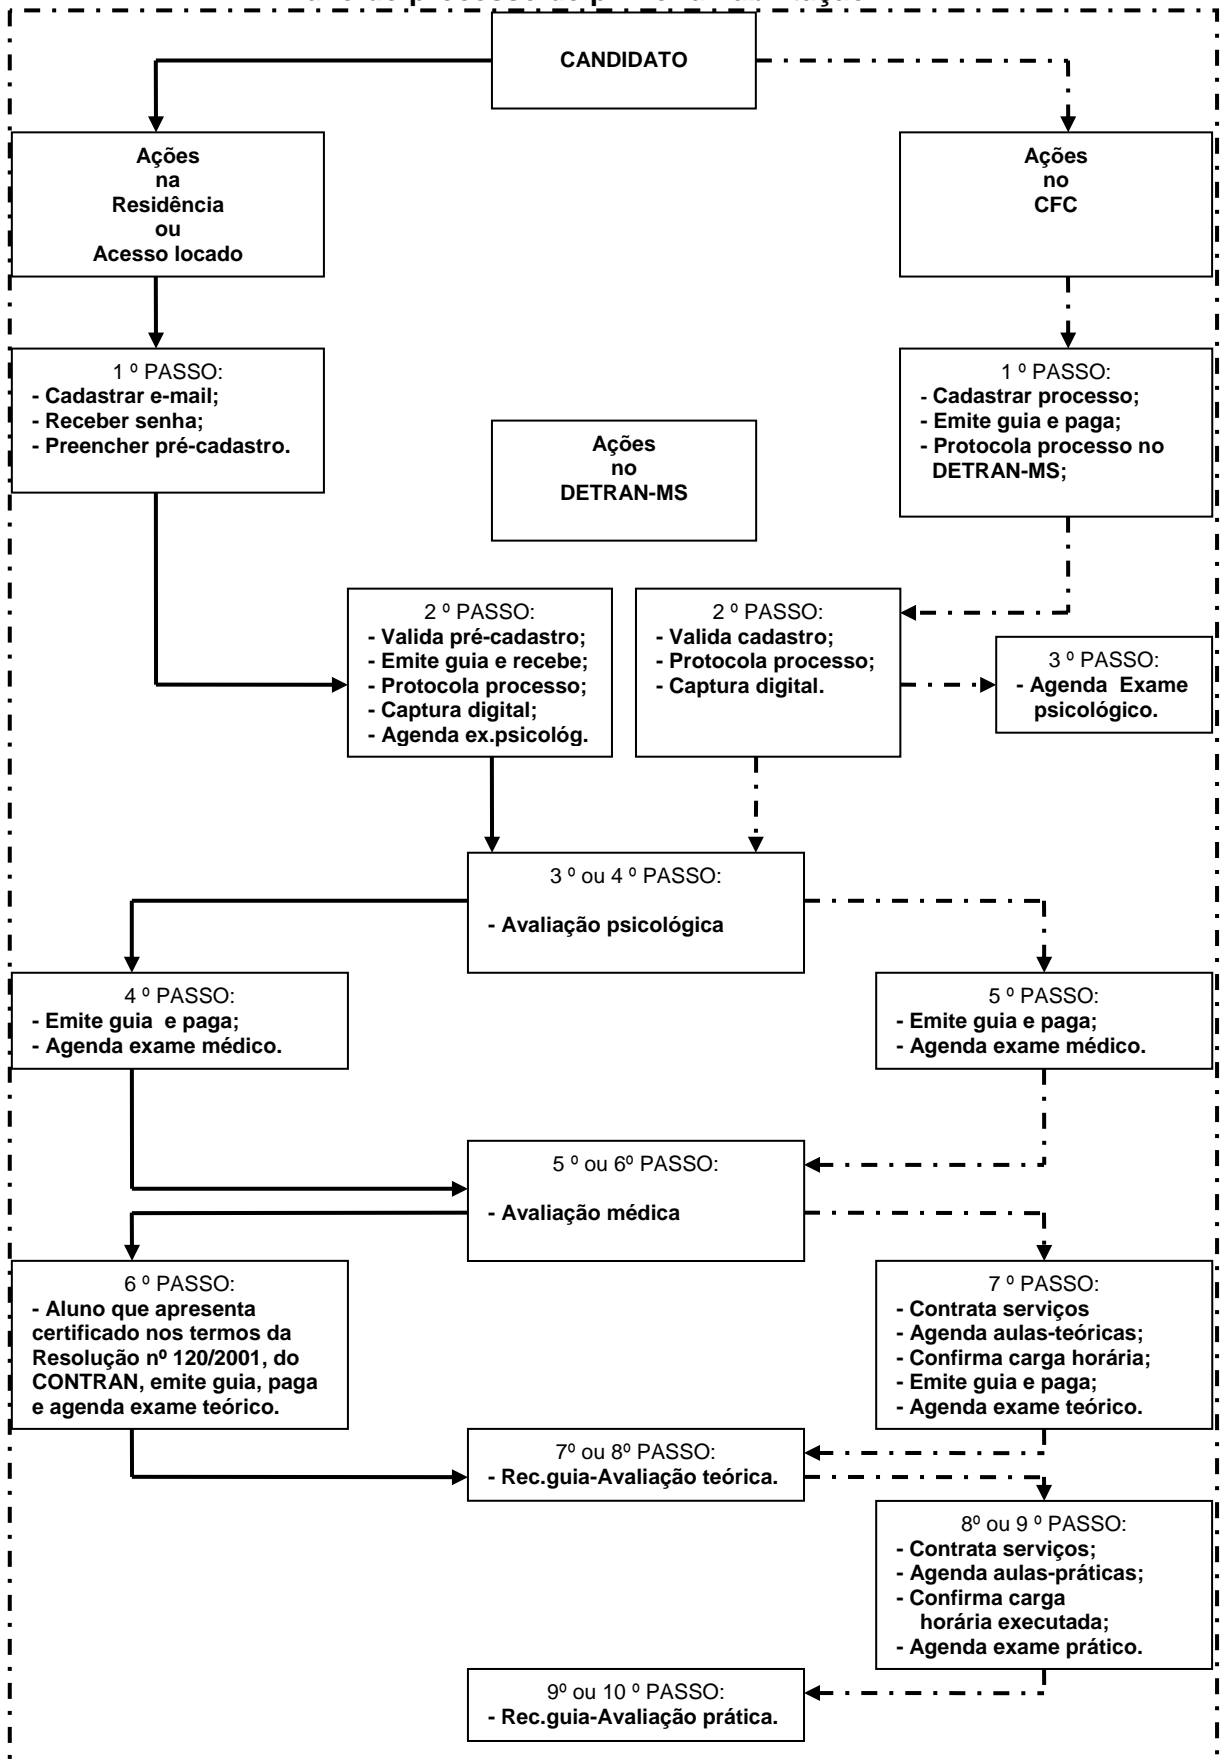 CANDIDATO
Ações
na
Residência
ou
Acesso locado
Ações
no
CFC
1 º PASSO:
- Cadastrar e-mail;
- Receber senha;
- Preencher pré-cadastro.
1 º PASSO:
- Cadastrar processo;
- Emite guia e paga;
- Protocola processo no
DETRAN-MS;
Ações
no
DETRAN-MS
2 º PASSO:
- Valida pré-cadastro;
- Emite guia e recebe;
- Protocola processo;
- Captura digital;
- Agenda ex.psicológ.
2 º PASSO:
- Valida cadastro;
- Protocola processo;
- Captura digital.
3 º PASSO:
- Agenda Exame
psicológico.
3 º ou 4 º PASSO:
- Avaliação psicológica
4 º PASSO:
- Emite guia e paga;
- Agenda exame médico.
5 º PASSO:
- Emite guia e paga;
- Agenda exame médico.
5 º ou 6º PASSO:
- Avaliação médica
6 º PASSO:
- Aluno que apresenta
certificado nos termos da
Resolução nº 120/2001, do
CONTRAN, emite guia, paga
e agenda exame teórico.
7 º PASSO:
- Contrata serviços
- Agenda aulas-teóricas;
- Confirma carga horária;
- Emite guia e paga;
- Agenda exame teórico.
7º ou 8º PASSO:
- Rec.guia-Avaliação teórica.
8º ou 9 º PASSO:
- Contrata serviços;
- Agenda aulas-práticas;
- Confirma carga
horária executada;
- Agenda exame prático.
9º ou 10 º PASSO:
- Rec.guia-Avaliação prática.